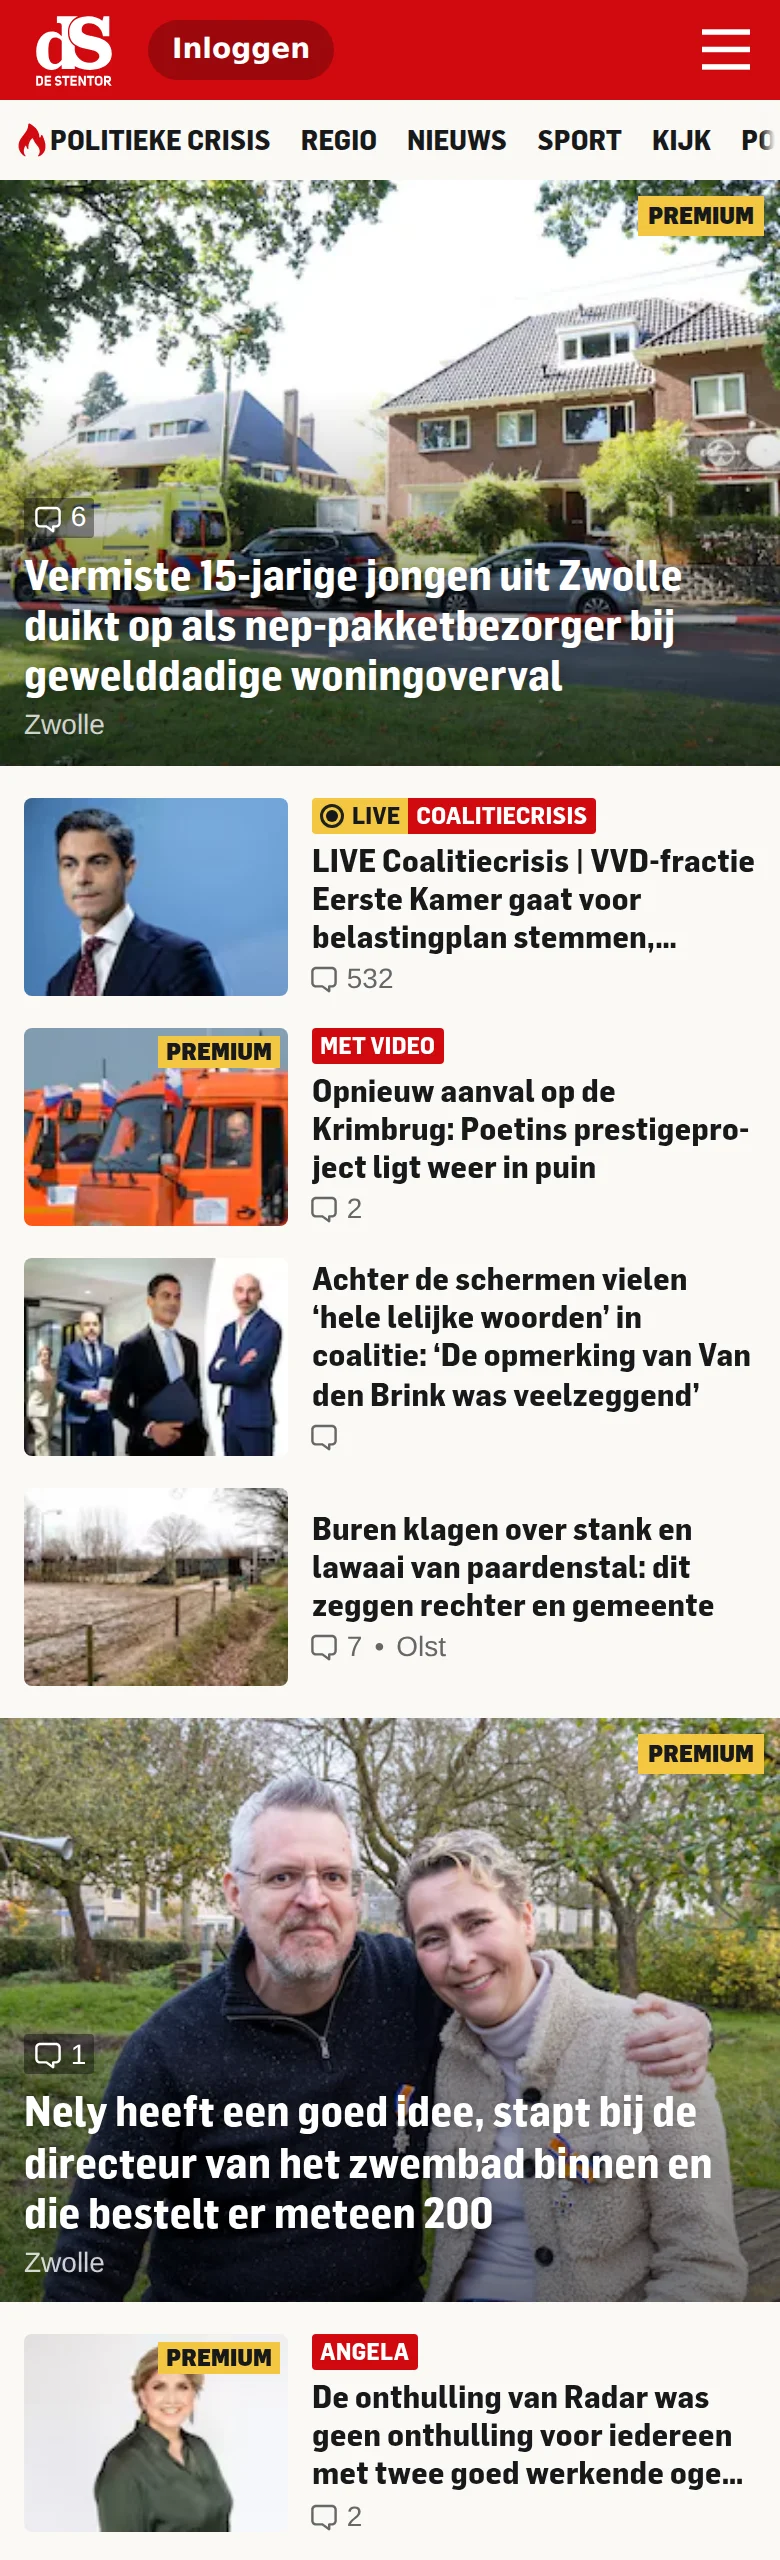 dS
DE STENTOR
Inloggen
POLITIEKE CRISIS REGIO NIEUWS SPORT KIJK PO
PREMIUM
6
Vermiste 15-jarige jongen uit Zwolle
duikt op als nep-pakketbezorger bij
gewelddadige woningoverval
Zwolle
LIVE COALITIECRISIS
LIVE Coalitiecrisis | VVD-fractie
Eerste Kamer gaat voor
belastingplan stemmen,...
532
PREMIUM
MET VIDEO
Opnieuw aanval op de
Krimbrug: Poetins prestigepro-
ject ligt weer in puin
2
Achter de schermen vielen
‘hele lelijke woorden’ in
coalitie: ‘De opmerking van Van
den Brink was veelzeggend’
Buren klagen over stank en
lawaai van paardenstal: dit
zeggen rechter en gemeente
7 • Olst
PREMIUM
1
Nely heeft een goed idee, stapt bij de
directeur van het zwembad binnen en
die bestelt er meteen 200
Zwolle
PREMIUM
ANGELA
De onthulling van Radar was
geen onthulling voor iedereen
met twee goed werkende oge...
2